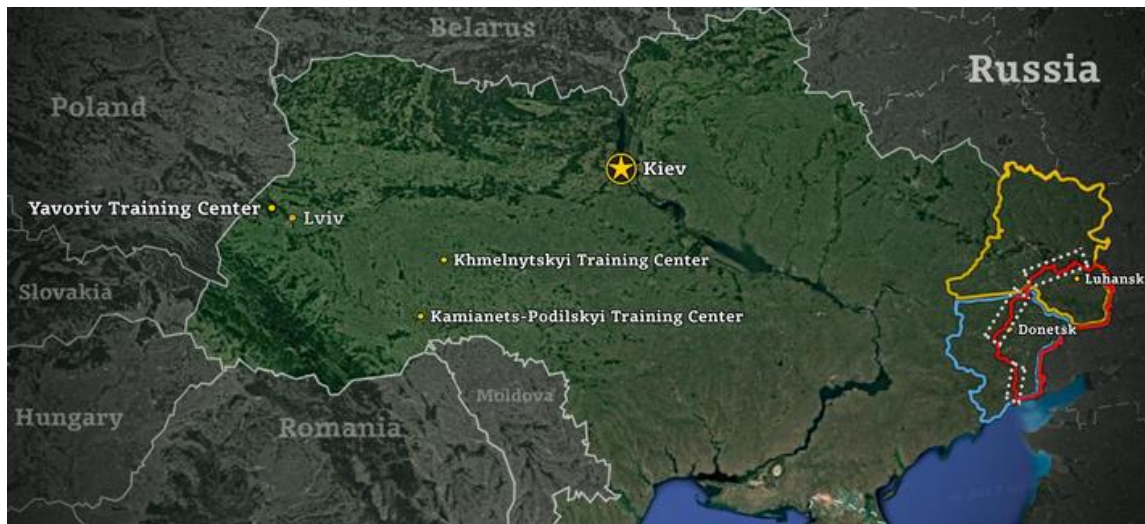 Belarus
Russia
Poland
Kiev
Yavoriv Training Center
Lviv
Khmelnytskyi Training Center
Slovakia
Luhansk
Kamianets-Podilskyi Training Center
Donetsk
Moldova
Hungary
Romania